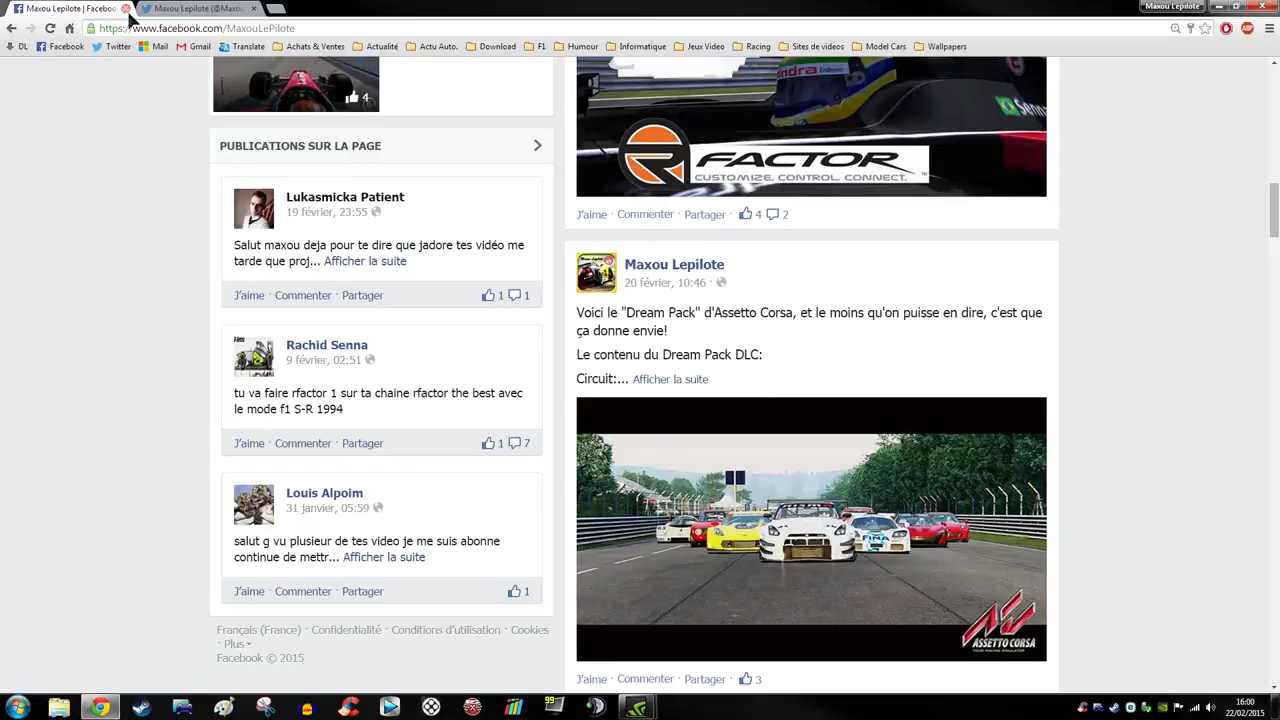 Maxou Lepilote | Faceboo
Maxou Lepilote (@Maxou
Maxou Lepilote
https://www.facebook.com/MaxouLePilote
DL
Facebook
Twitter
Mail
Gmail
Translate
Achats & Ventes
Actualité
Actu Auto.
Download
F1
Humour
Informatique
Jeux Video
Racing
Sites de videos
Model Cars
Wallpapers
4
PUBLICATIONS SUR LA PAGE
Lukasmicka Patient
19 février, 23:55
Salut maxou deja pour te dire que jadore tes vidéo me
tarde que proj... Afficher la suite
J'aime · Commenter · Partager 1 1
Rachid Senna
9 février, 02:51
tu va faire rfactor 1 sur ta chaine rfactor the best avec
le mode f1 S-R 1994
J'aime · Commenter · Partager 1 7
Louis Alpoim
31 janvier, 05:59
salut g vu plusieur de tes video je me suis abonne
continue de mettr... Afficher la suite
J'aime · Commenter · Partager 1
Français (France) · Confidentialité · Conditions d'utilisation · Cookies
· Plus
Facebook © 2015
Senna
R FACTOR
CUSTOMIZE. CONTROL. CONNECT.
J'aime · Commenter · Partager · 4 2
Maxou Lepilote
20 février, 10:46 ·
Voici le "Dream Pack" d'Assetto Corsa, et le moins qu'on puisse en dire, c'est que
ça donne envie!
Le contenu du Dream Pack DLC:
Circuit:... Afficher la suite
ASSETTO CORSA
YOUR RACING SIMULATOR
J'aime · Commenter · Partager · 3
99
16:00
22/02/2015